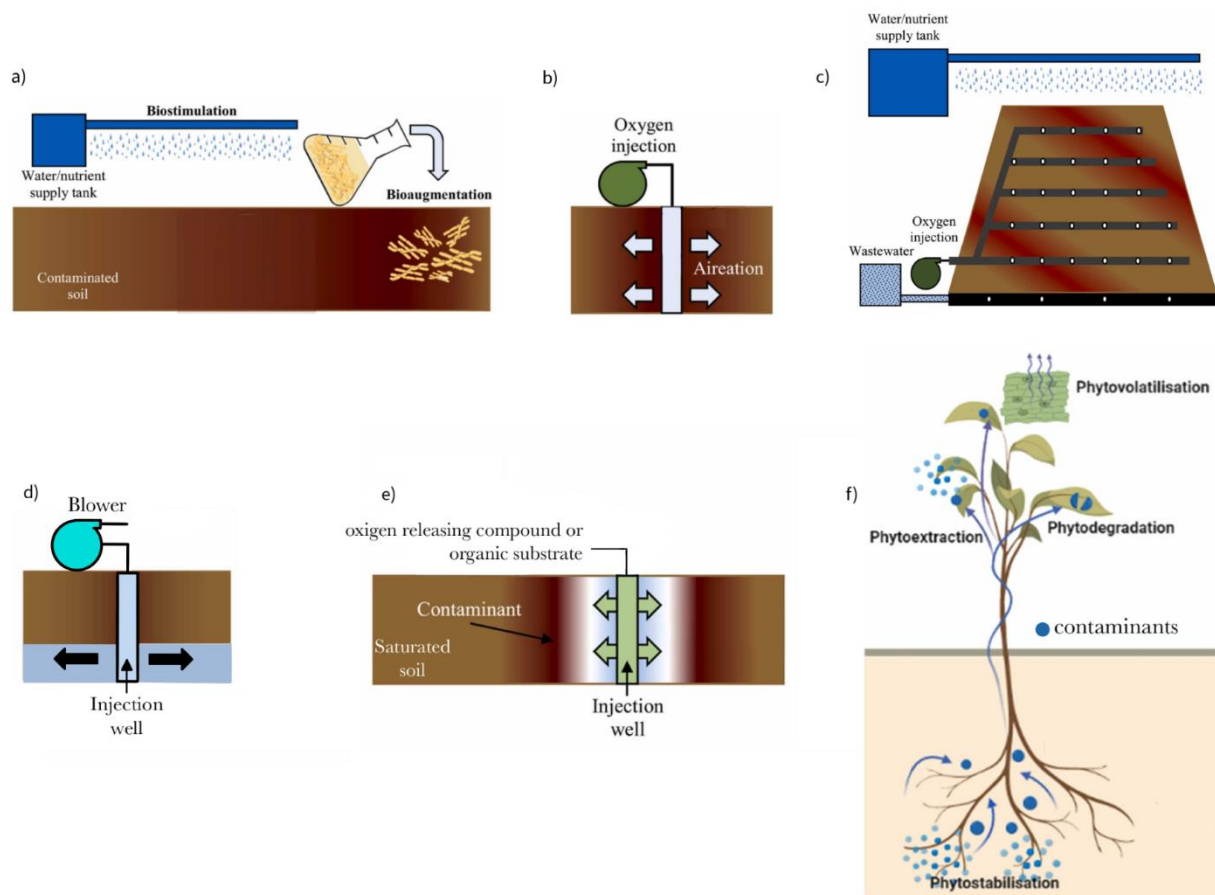 a)
Biostimulation
Water/nutrient
supply tank
Bioaugmentation
Contaminated
soil
b)
Oxygen
injection
Aireation
c)
Water/nutrient
supply tank
Oxygen
injection
Wastewater
d)
Blower
Injection
well
e)
oxigen releasing compound or
organic substrate
Contaminant
Saturated
soil
Injection
well
f)
Phytovolatilisation
Phytoextraction
Phytodegradation
contaminants
Phytostabilisation